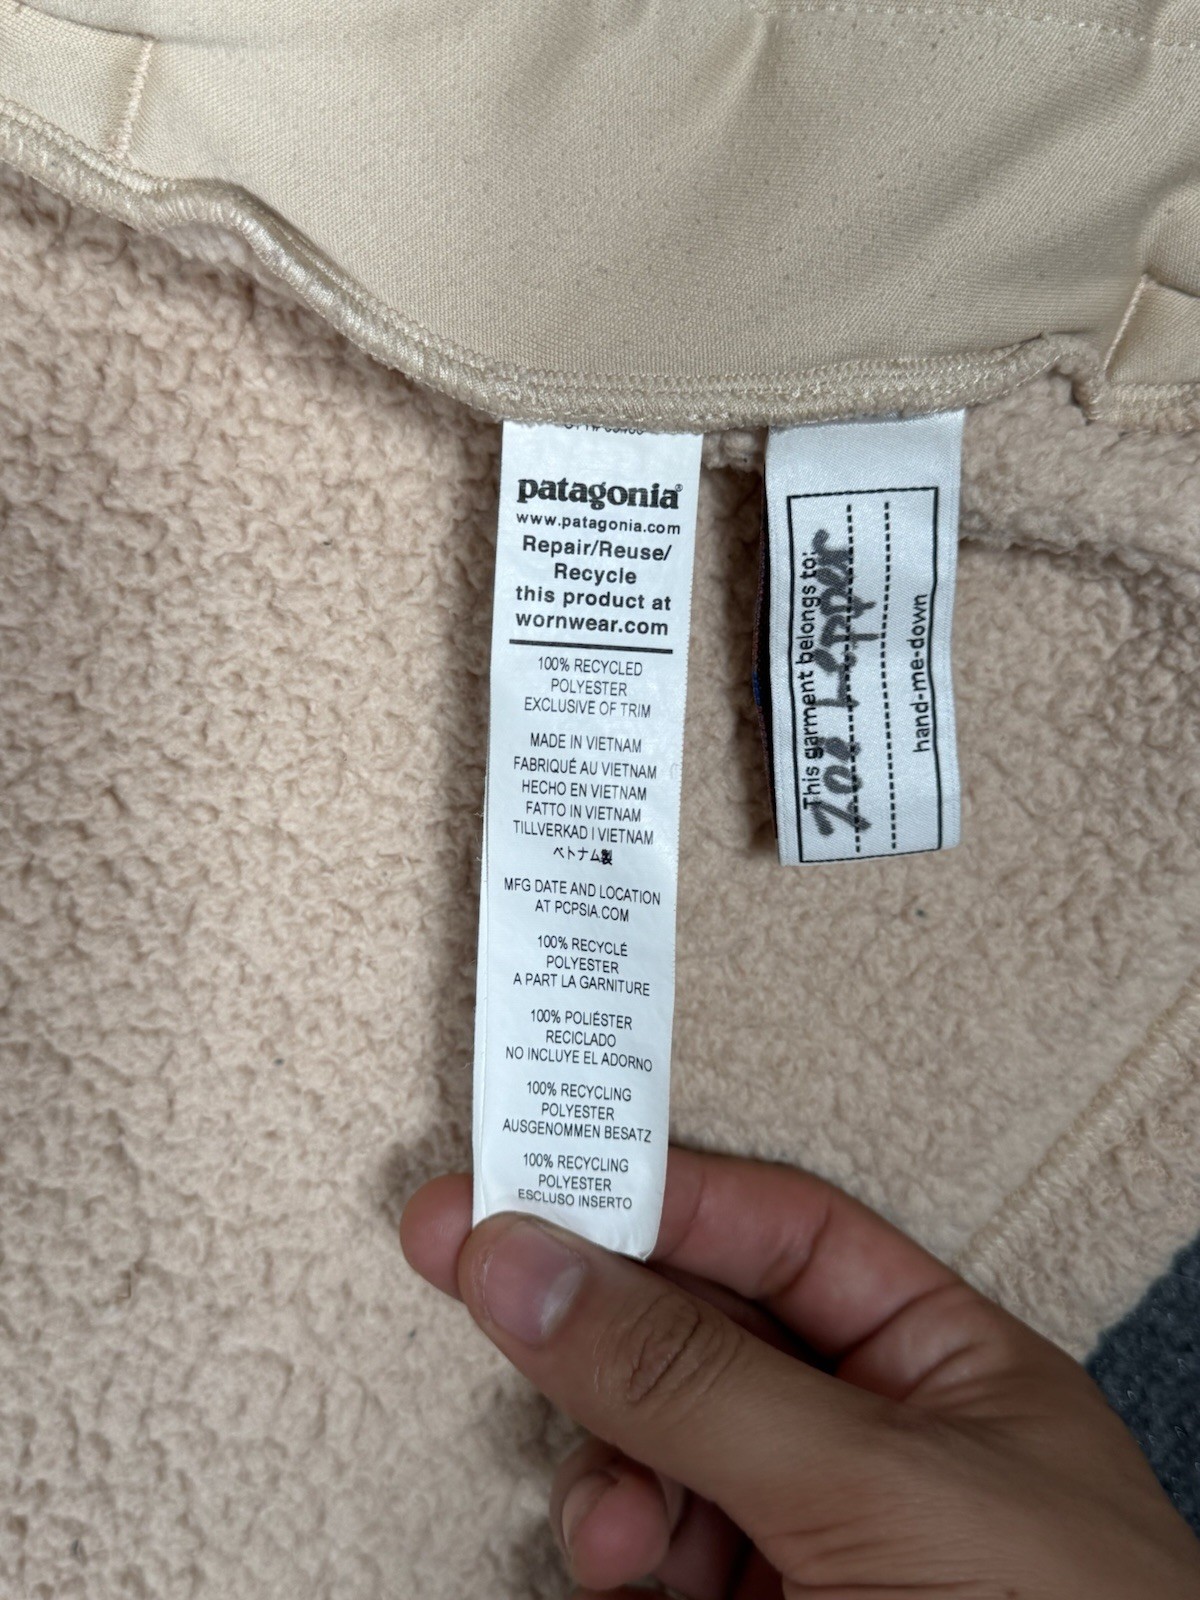 patagonia®
www.patagonia.com
Repair/Reuse/
Recycle
this product at
wornwear.com
100% RECYCLED
POLYESTER
EXCLUSIVE OF TRIM
MADE IN VIETNAM
FABRIQUÉ AU VIETNAM
HECHO EN VIETNAM
FATTO IN VIETNAM
TILLVERKAD I VIETNAM
ベトナム製
MFG DATE AND LOCATION
AT PCPSIA.COM
100% RECYCLÉ
POLYESTER
A PART LA GARNITURE
100% POLIÉSTER
RECICLADO
NO INCLUYE EL ADORNO
100% RECYCLING
POLYESTER
AUSGENOMMEN BESATZ
100% RECYCLING
POLYESTER
ESCLUSO INSERTO
This garment belongs to:
hand-me-down